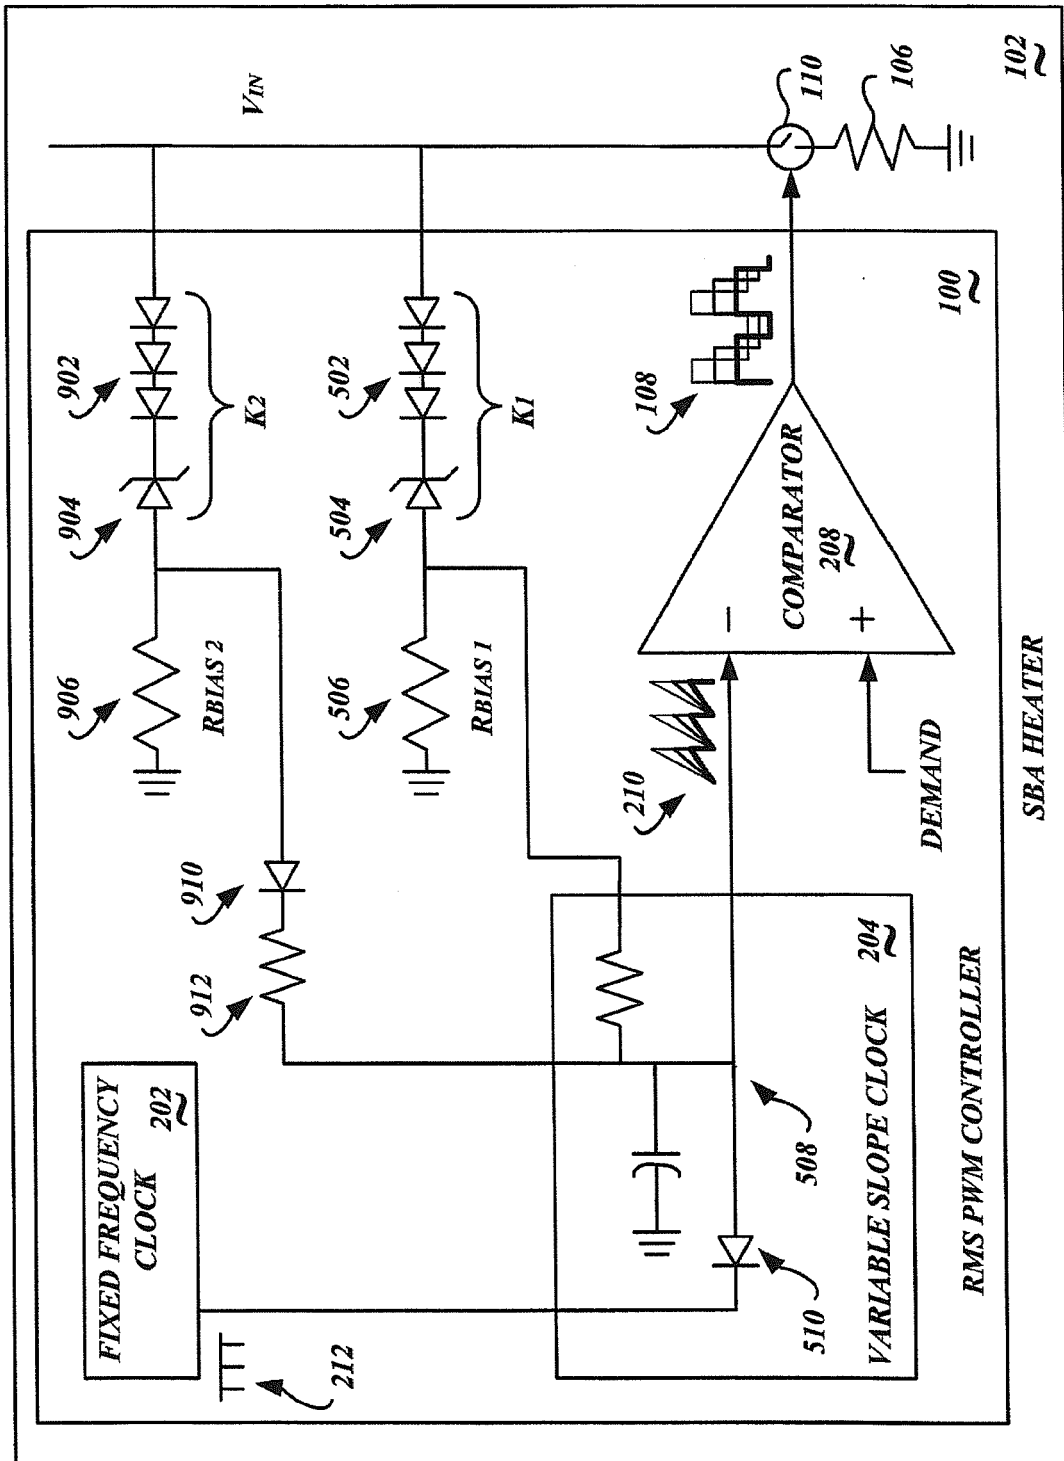 FIXED FREQUENCY
CLOCK
202
212
912
910
906
904
902
RBIAS 2
K2
VIN
506
504
502
RBIAS 1
K1
508
510
VARIABLE SLOPE CLOCK
204
210
108
110
106
−
+
COMPARATOR
208
DEMAND
RMS PWM CONTROLLER
100
SBA HEATER
102